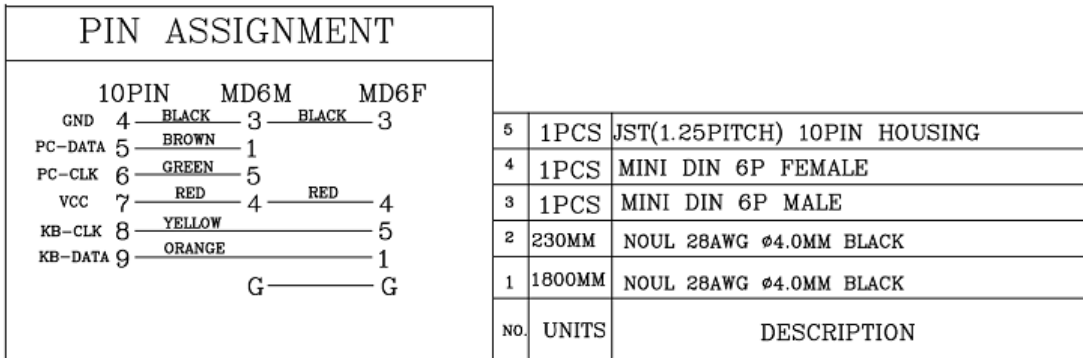 PIN ASSIGNMENT
10PIN MD6M MD6F
GND 4 BLACK 3 BLACK 3
PC-DATA 5 BROWN 1
PC-CLK 6 GREEN 5
VCC 7 RED 4 RED 4
KB-CLK 8 YELLOW 5
KB-DATA 9 ORANGE 1
G G
5 1PCS JST(1.25PITCH) 10PIN HOUSING
4 1PCS MINI DIN 6P FEMALE
3 1PCS MINI DIN 6P MALE
2 230MM NOUL 28AWG ø4.0MM BLACK
1 1800MM NOUL 28AWG ø4.0MM BLACK
NO. UNITS DESCRIPTION